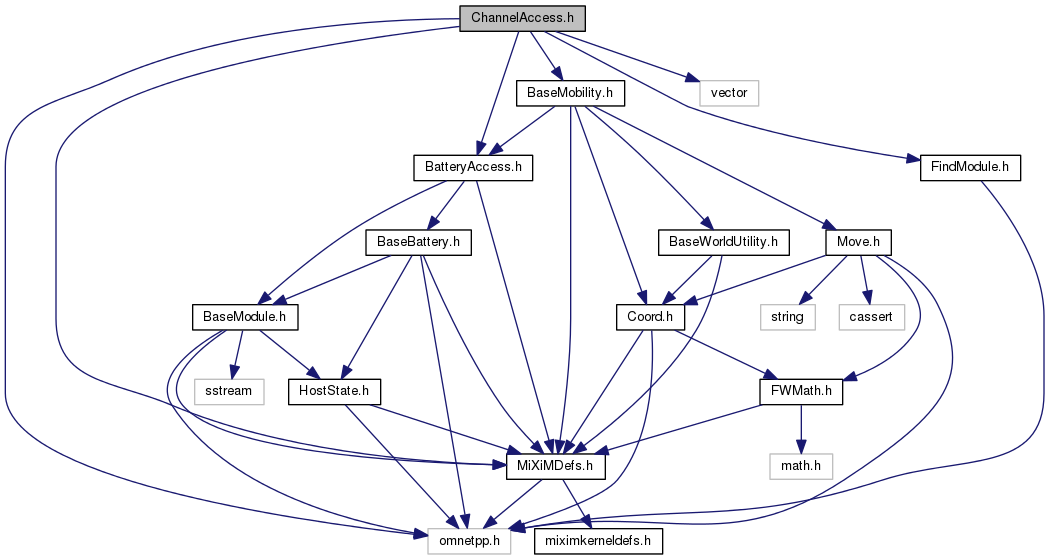 ChannelAccess.h
BaseMobility.h
vector
BatteryAccess.h
FindModule.h
BaseBattery.h
BaseWorldUtility.h
Move.h
BaseModule.h
Coord.h
string
cassert
sstream
HostState.h
FWMath.h
MiXiMDefs.h
math.h
omnetpp.h
miximkerneldefs.h